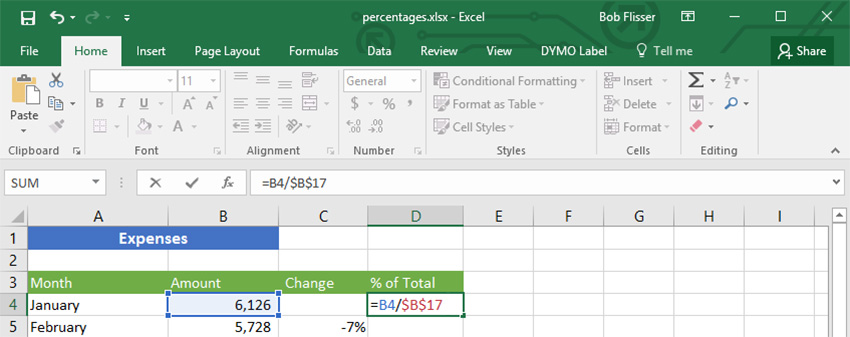 percentages.xlsx - Excel
Bob Flisser
File Home Insert Page Layout Formulas Data Review View DYMO Label Tell me Share
11 General Conditional Formatting Insert
Paste B I U A A $ % , Format as Table Delete
.00 .0 Cell Styles Format
Clipboard Font Alignment Number Styles Cells Editing
SUM fx =B4/$B$17
A B C D E F G H I
1 Expenses
2
3 Month Amount Change % of Total
4 January 6,126 =B4/$B$17
5 February 5,728 -7%